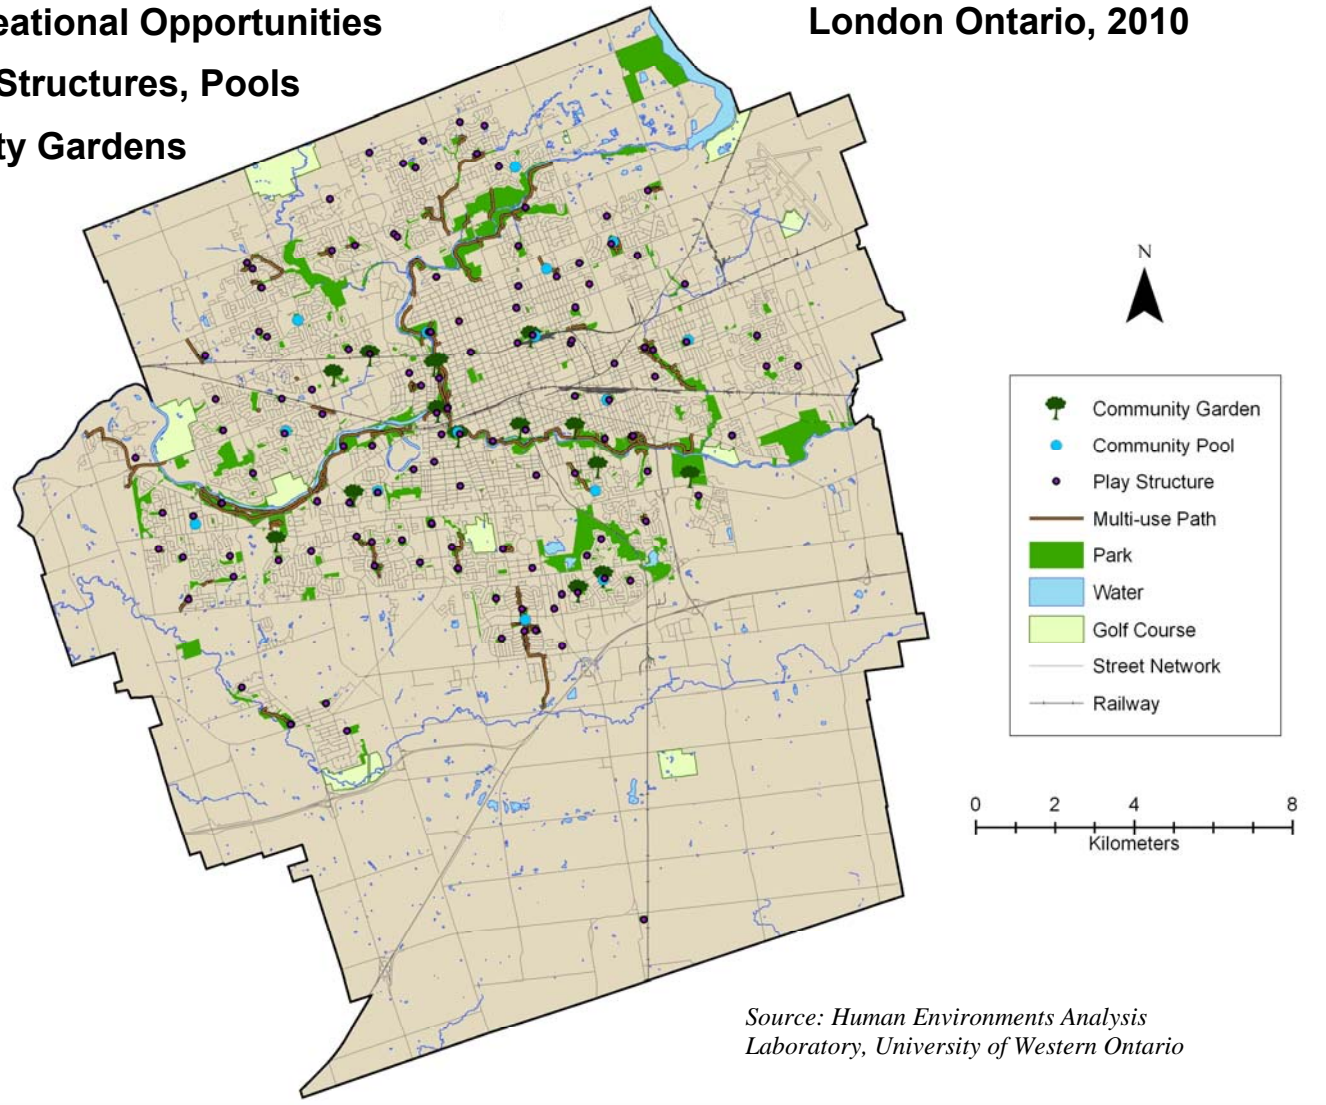 eational Opportunities
London Ontario, 2010
Structures, Pools
ty Gardens
N
Community Garden
Community Pool
Play Structure
Multi-use Path
Park
Water
Golf Course
Street Network
Railway
0 2 4 8
Kilometers
Source: Human Environments Analysis
Laboratory, University of Western Ontario